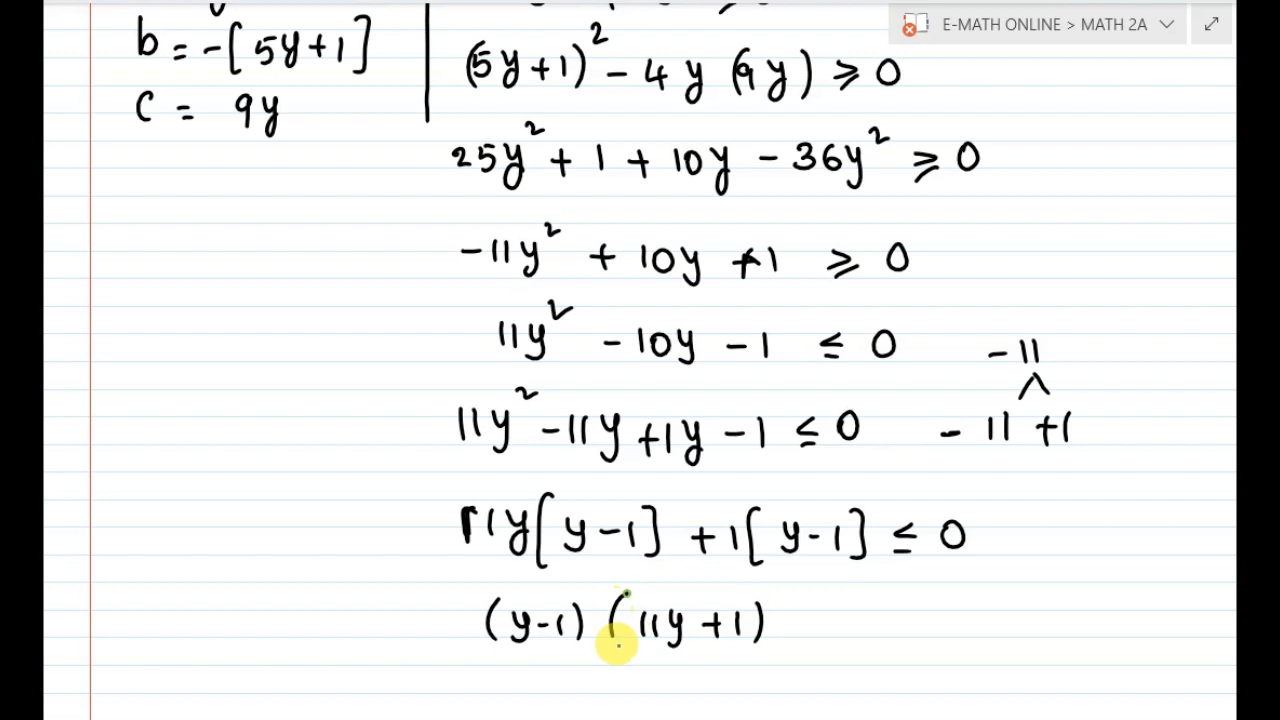 E-MATH ONLINE > MATH 2A
b = -[5y+1]
c = 9y
(5y+1)² - 4y (9y) ≥ 0
25y² + 1 + 10y - 36y² ≥ 0
-11y² + 10y +1 ≥ 0
11y² - 10y - 1 ≤ 0
-11
11y² - 11y + 1y - 1 ≤ 0
- 11 +1
11y[y-1] + 1[y-1] ≤ 0
(y-1) (11y+1)